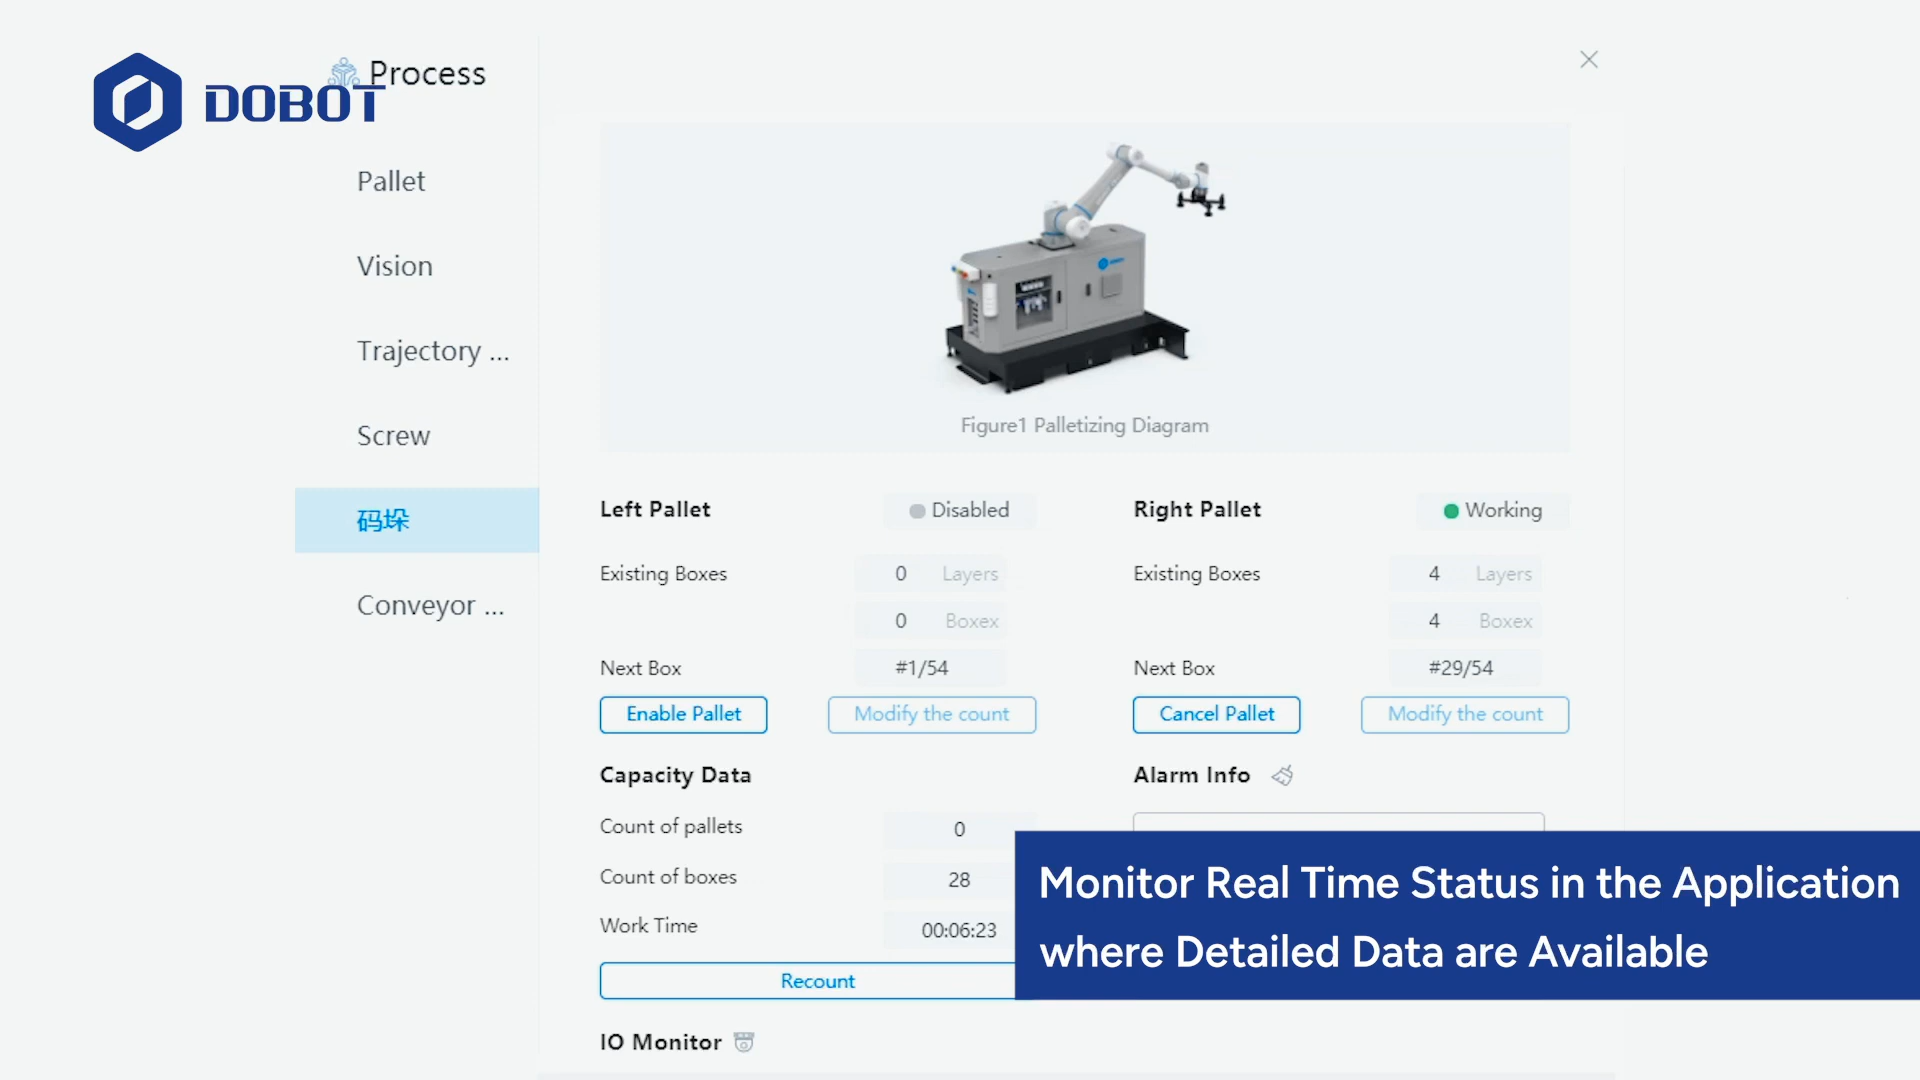 DOBOT
Process
Pallet
Vision
Trajectory ...
Screw
码垛
Conveyor ...
Figure1 Palletizing Diagram
Left Pallet
Disabled
Existing Boxes
0 Layers
0 Boxex
Next Box
#1/54
Enable Pallet
Modify the count
Right Pallet
Working
Existing Boxes
4 Layers
4 Boxex
Next Box
#29/54
Cancel Pallet
Modify the count
Capacity Data
Count of pallets
0
Count of boxes
28
Work Time
00:06:23
Recount
Alarm Info
IO Monitor
Monitor Real Time Status in the Application
where Detailed Data are Available